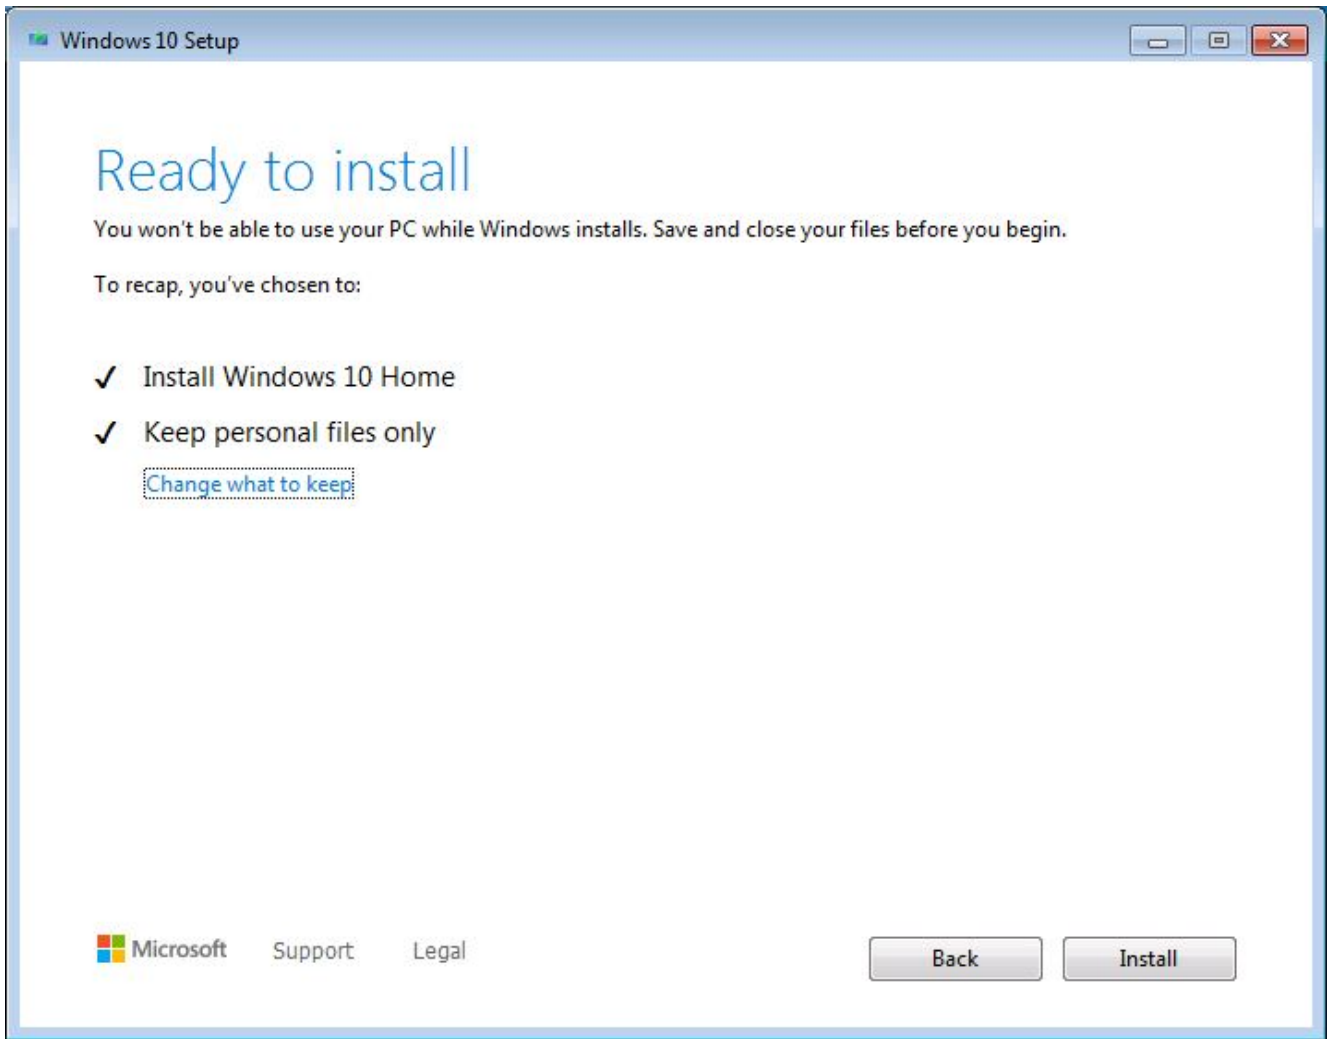 Windows 10 Setup
Ready to install
You won't be able to use your PC while Windows installs. Save and close your files before you begin.
To recap, you've chosen to:
✓ Install Windows 10 Home
✓ Keep personal files only
Change what to keep
Microsoft Support Legal Back Install